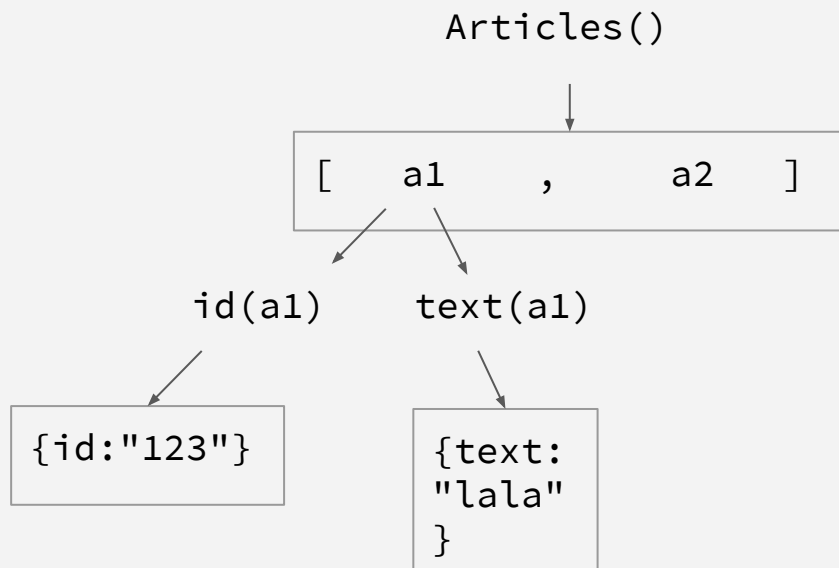 Articles()
[ a1 , a2 ]
id(a1) text(a1)
{id:"123"}
{text:
"lala"
}